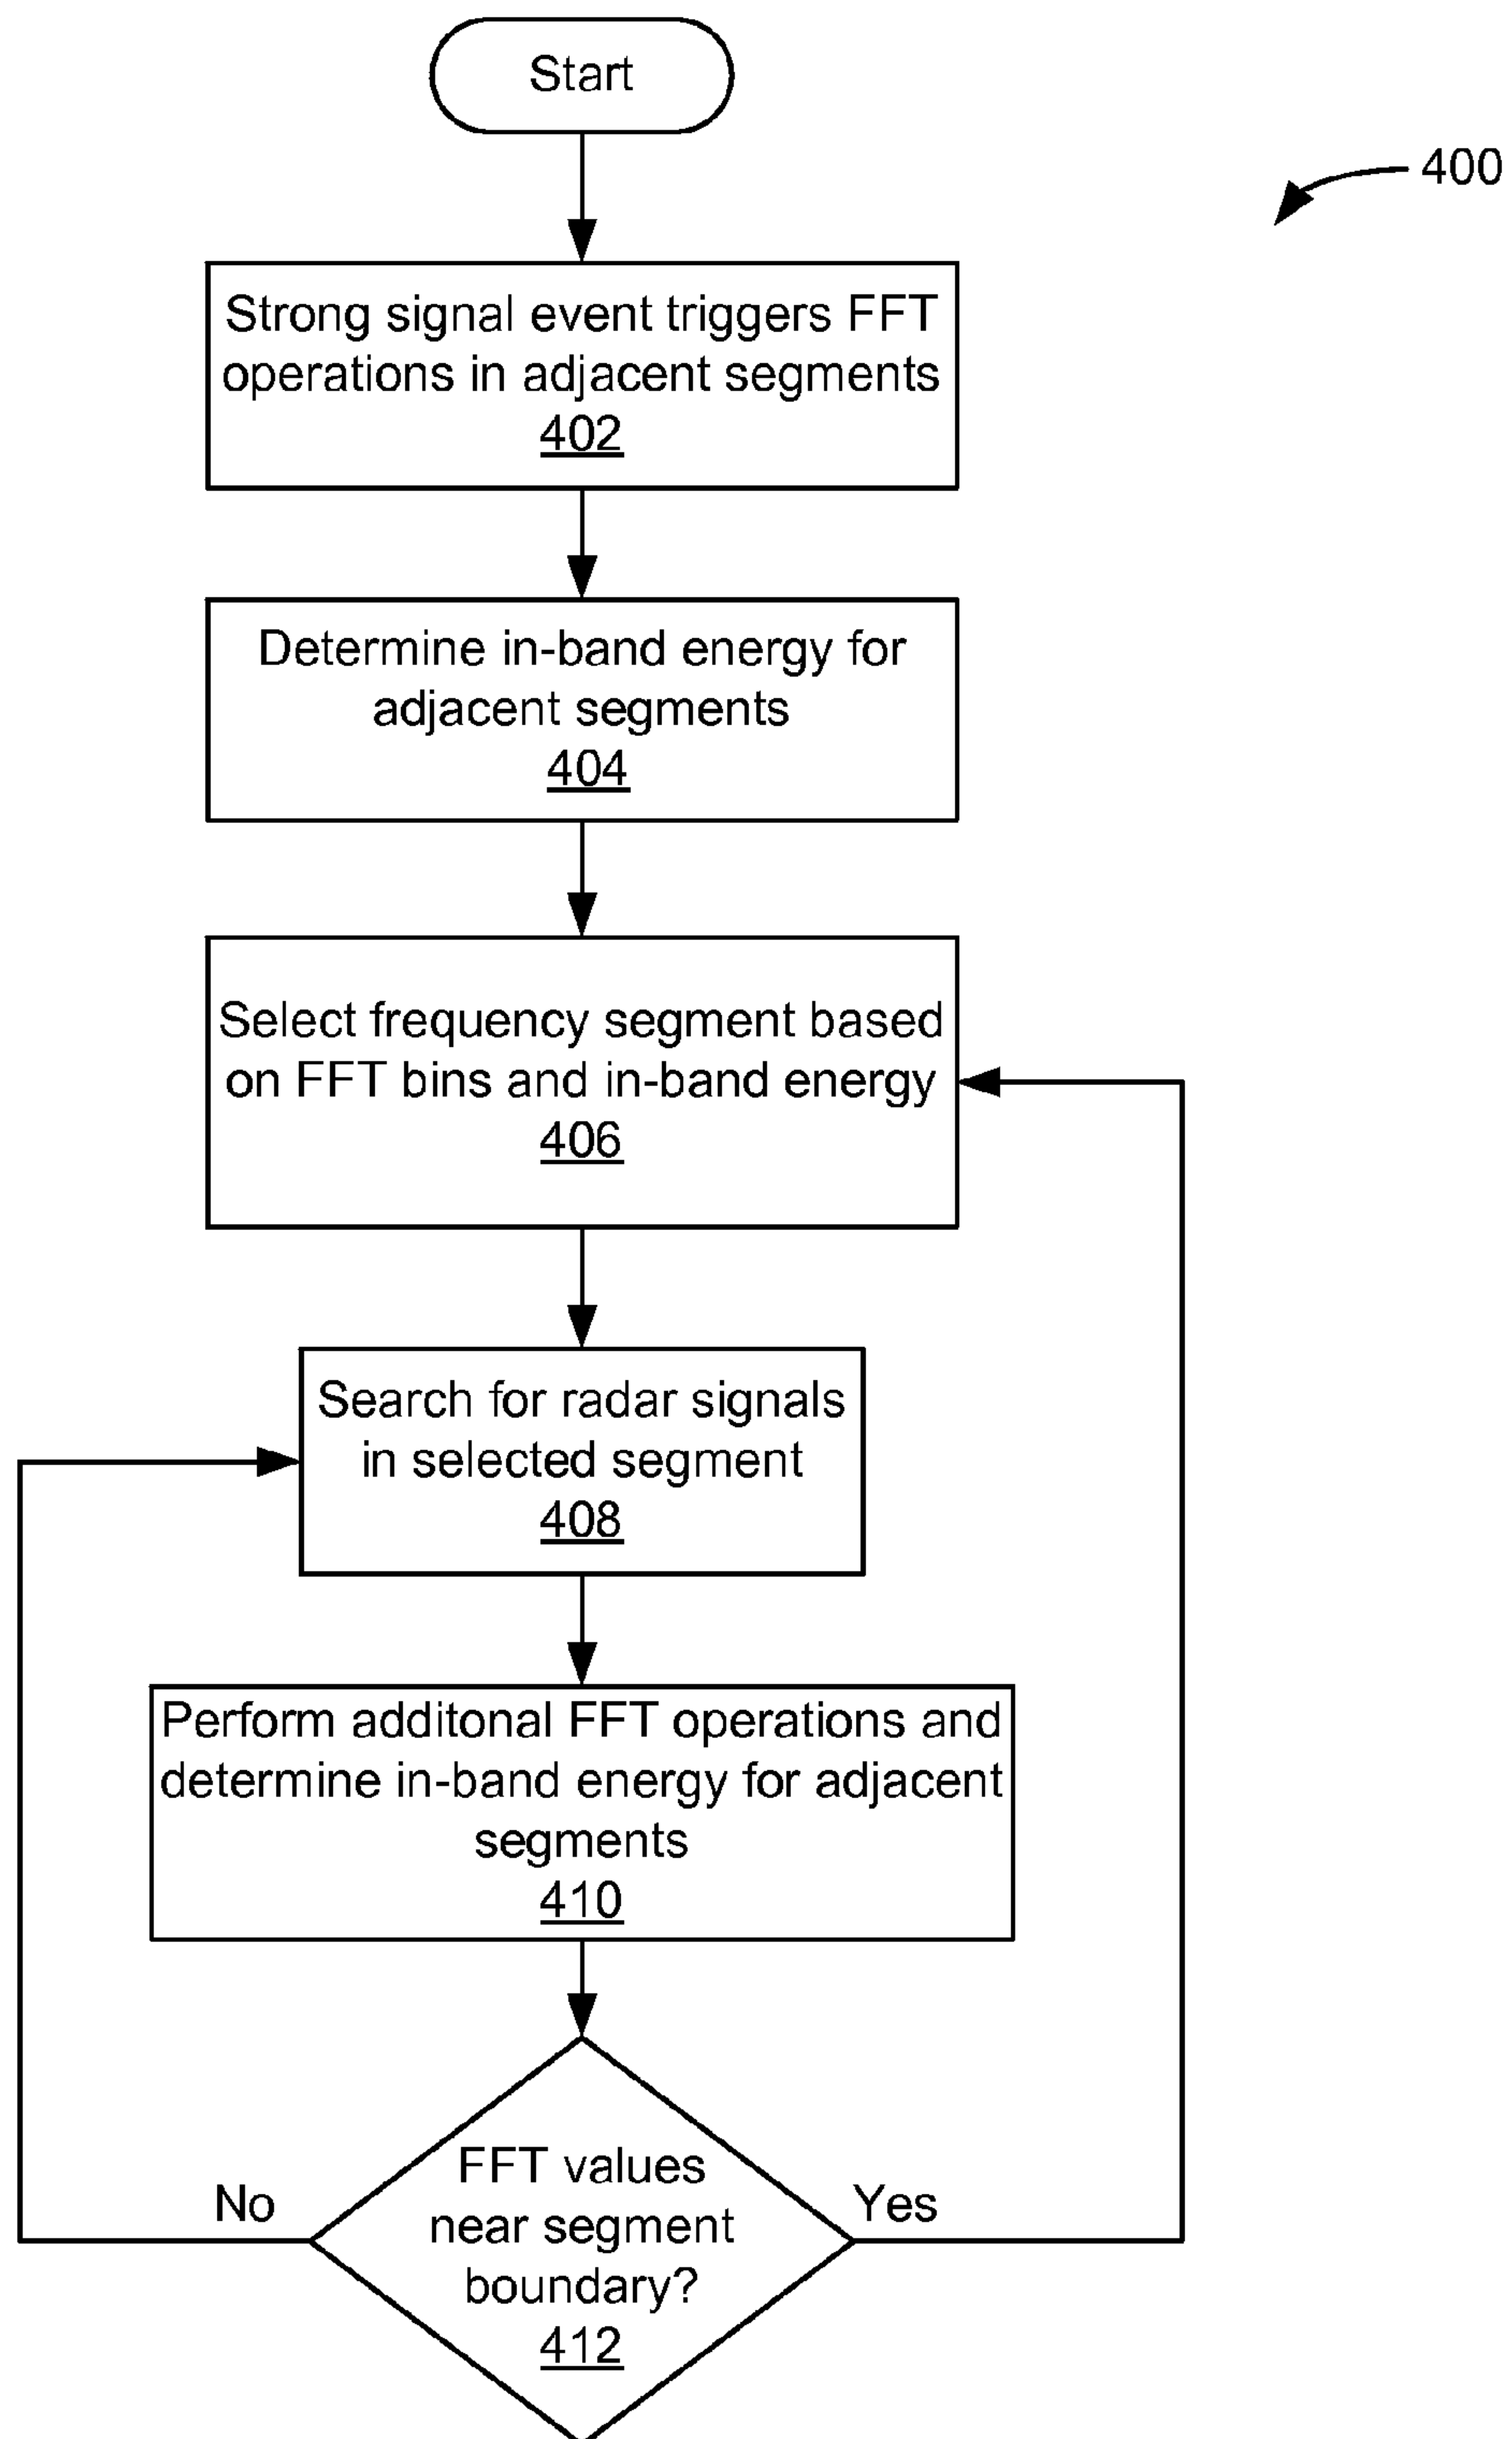 Start
400
Strong signal event triggers FFT
operations in adjacent segments
402
Determine in-band energy for
adjacent segments
404
Select frequency segment based
on FFT bins and in-band energy
406
Search for radar signals
in selected segment
408
Perform additonal FFT operations and
determine in-band energy for adjacent
segments
410
FFT values
near segment
boundary?
412
No
Yes